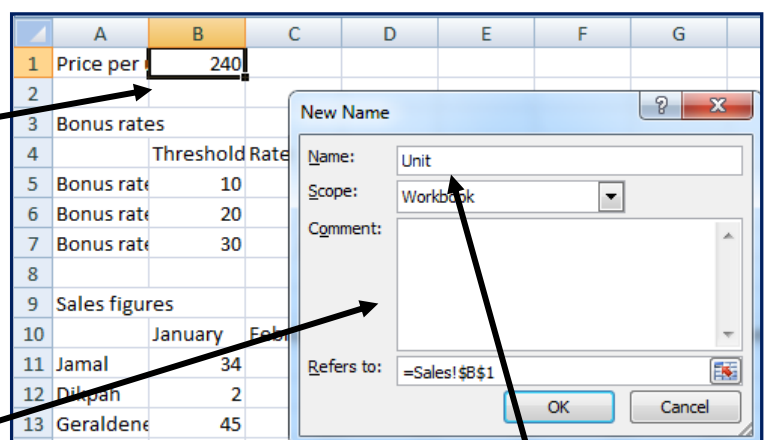 A B C D E F G
1 Price per 240
2
3 Bonus rates
4 Threshold Rate
5 Bonus rate 10
6 Bonus rate 20
7 Bonus rate 30
8
9 Sales figures
10 January Febr
11 Jamal 34
12 Dikpah 2
13 Geraldene 45
New Name
? X
Name: Unit
Scope: Workbook
Comment:
Refers to: =Sales!$B$1
OK Cancel